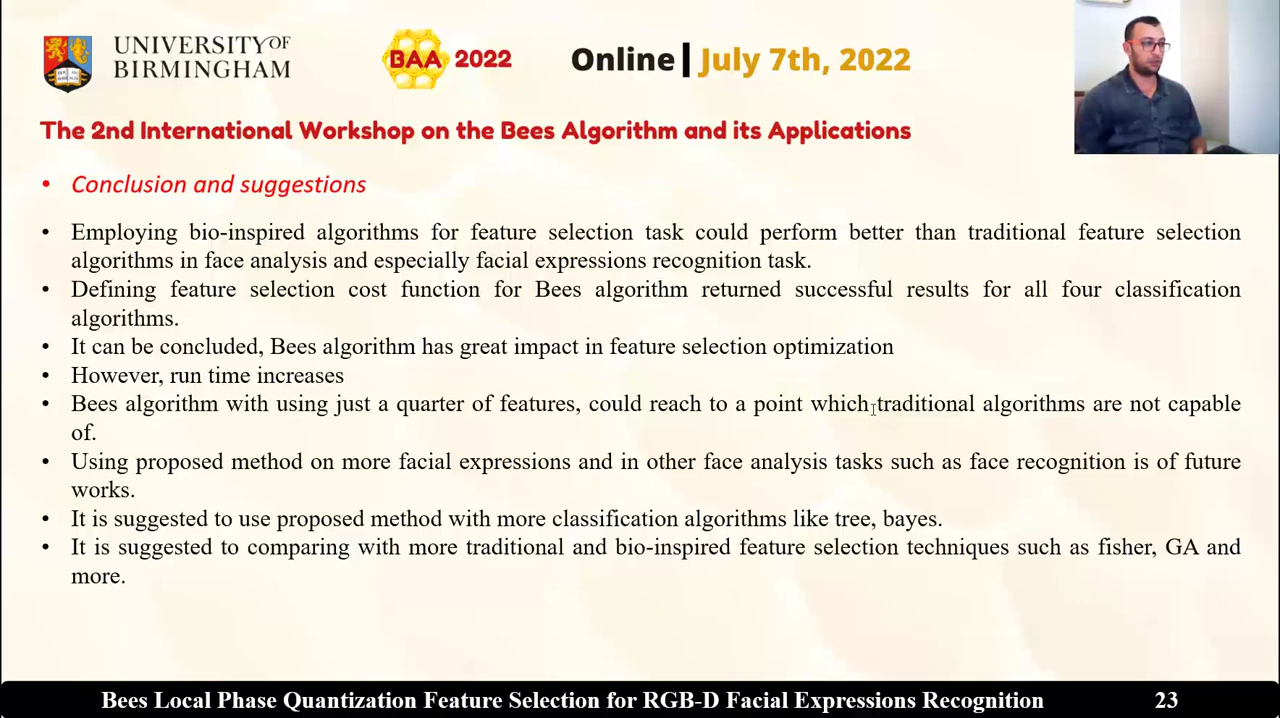 UNIVERSITY OF
BIRMINGHAM
BAA 2022
Online | July 7th, 2022
The 2nd International Workshop on the Bees Algorithm and its Applications
• Conclusion and suggestions
• Employing bio-inspired algorithms for feature selection task could perform better than traditional feature selection
algorithms in face analysis and especially facial expressions recognition task.
• Defining feature selection cost function for Bees algorithm returned successful results for all four classification
algorithms.
• It can be concluded, Bees algorithm has great impact in feature selection optimization
• However, run time increases
• Bees algorithm with using just a quarter of features, could reach to a point which traditional algorithms are not capable
of.
• Using proposed method on more facial expressions and in other face analysis tasks such as face recognition is of future
works.
• It is suggested to use proposed method with more classification algorithms like tree, bayes.
• It is suggested to comparing with more traditional and bio-inspired feature selection techniques such as fisher, GA and
more.
Bees Local Phase Quantization Feature Selection for RGB-D Facial Expressions Recognition 23